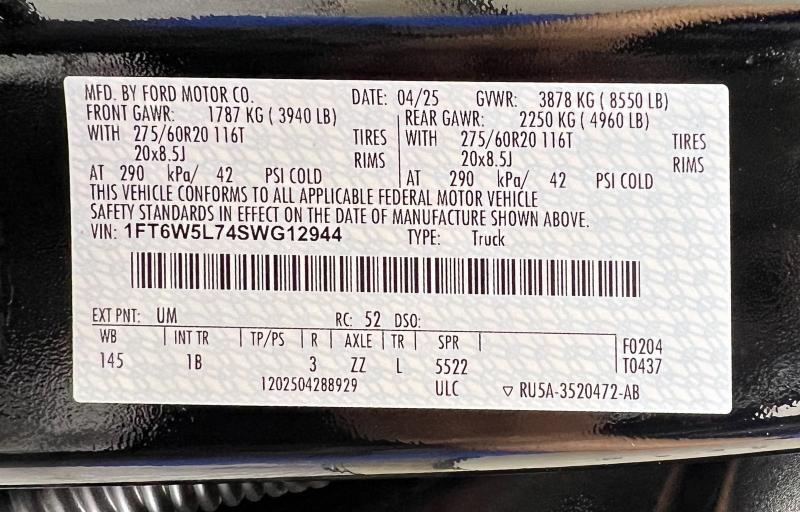 MFD. BY FORD MOTOR CO. DATE: 04/25 GVWR: 3878 KG ( 8550 LB)
FRONT GAWR: 1787 KG ( 3940 LB) REAR GAWR: 2250 KG ( 4960 LB)
WITH 275/60R20 116T TIRES WITH 275/60R20 116T TIRES
20x8.5J RIMS 20x8.5J RIMS
AT 290 kPa/ 42 PSI COLD AT 290 kPa/ 42 PSI COLD
THIS VEHICLE CONFORMS TO ALL APPLICABLE FEDERAL MOTOR VEHICLE
SAFETY STANDARDS IN EFFECT ON THE DATE OF MANUFACTURE SHOWN ABOVE.
VIN: 1FT6W5L74SWG12944 TYPE: Truck
EXT PNT: UM RC: 52 DSO:
WB INT TR TP/PS R AXLE TR SPR F0204
145 1B 3 ZZ L 5522 T0437
1202504288929 ULC ▽ RU5A-3520472-AB